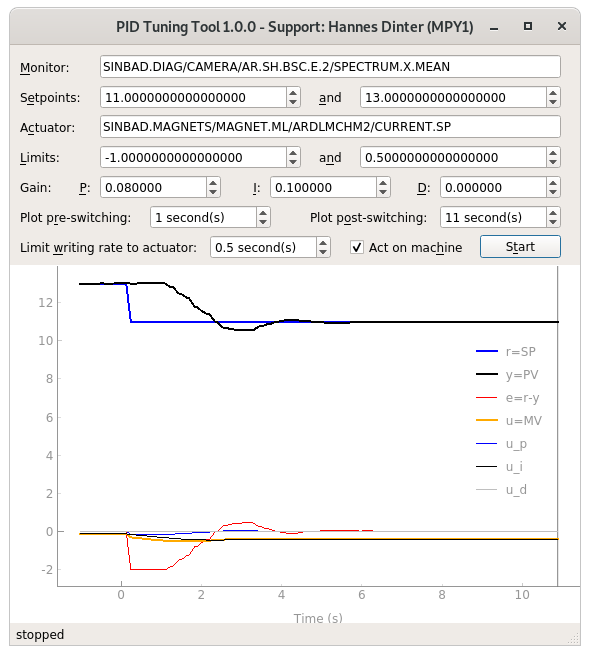 PID Tuning Tool 1.0.0 - Support: Hannes Dinter (MPY1)
Monitor: SINBAD.DIAG/CAMERA/AR.SH.BSC.E.2/SPECTRUM.X.MEAN
Setpoints: 11.0000000000000000 and 13.0000000000000000
Actuator: SINBAD.MAGNETS/MAGNET.ML/ARDLMCHM2/CURRENT.SP
Limits: -1.0000000000000000 and 0.5000000000000000
Gain: P: 0.080000 I: 0.100000 D: 0.000000
Plot pre-switching: 1 second(s) Plot post-switching: 11 second(s)
Limit writing rate to actuator: 0.5 second(s) Act on machine Start
12
10
8
6
4
2
0
-2
r=SP
y=PV
e=r-y
u=MV
u_p
u_i
u_d
0 2 4 6 8 10
Time (s)
stopped